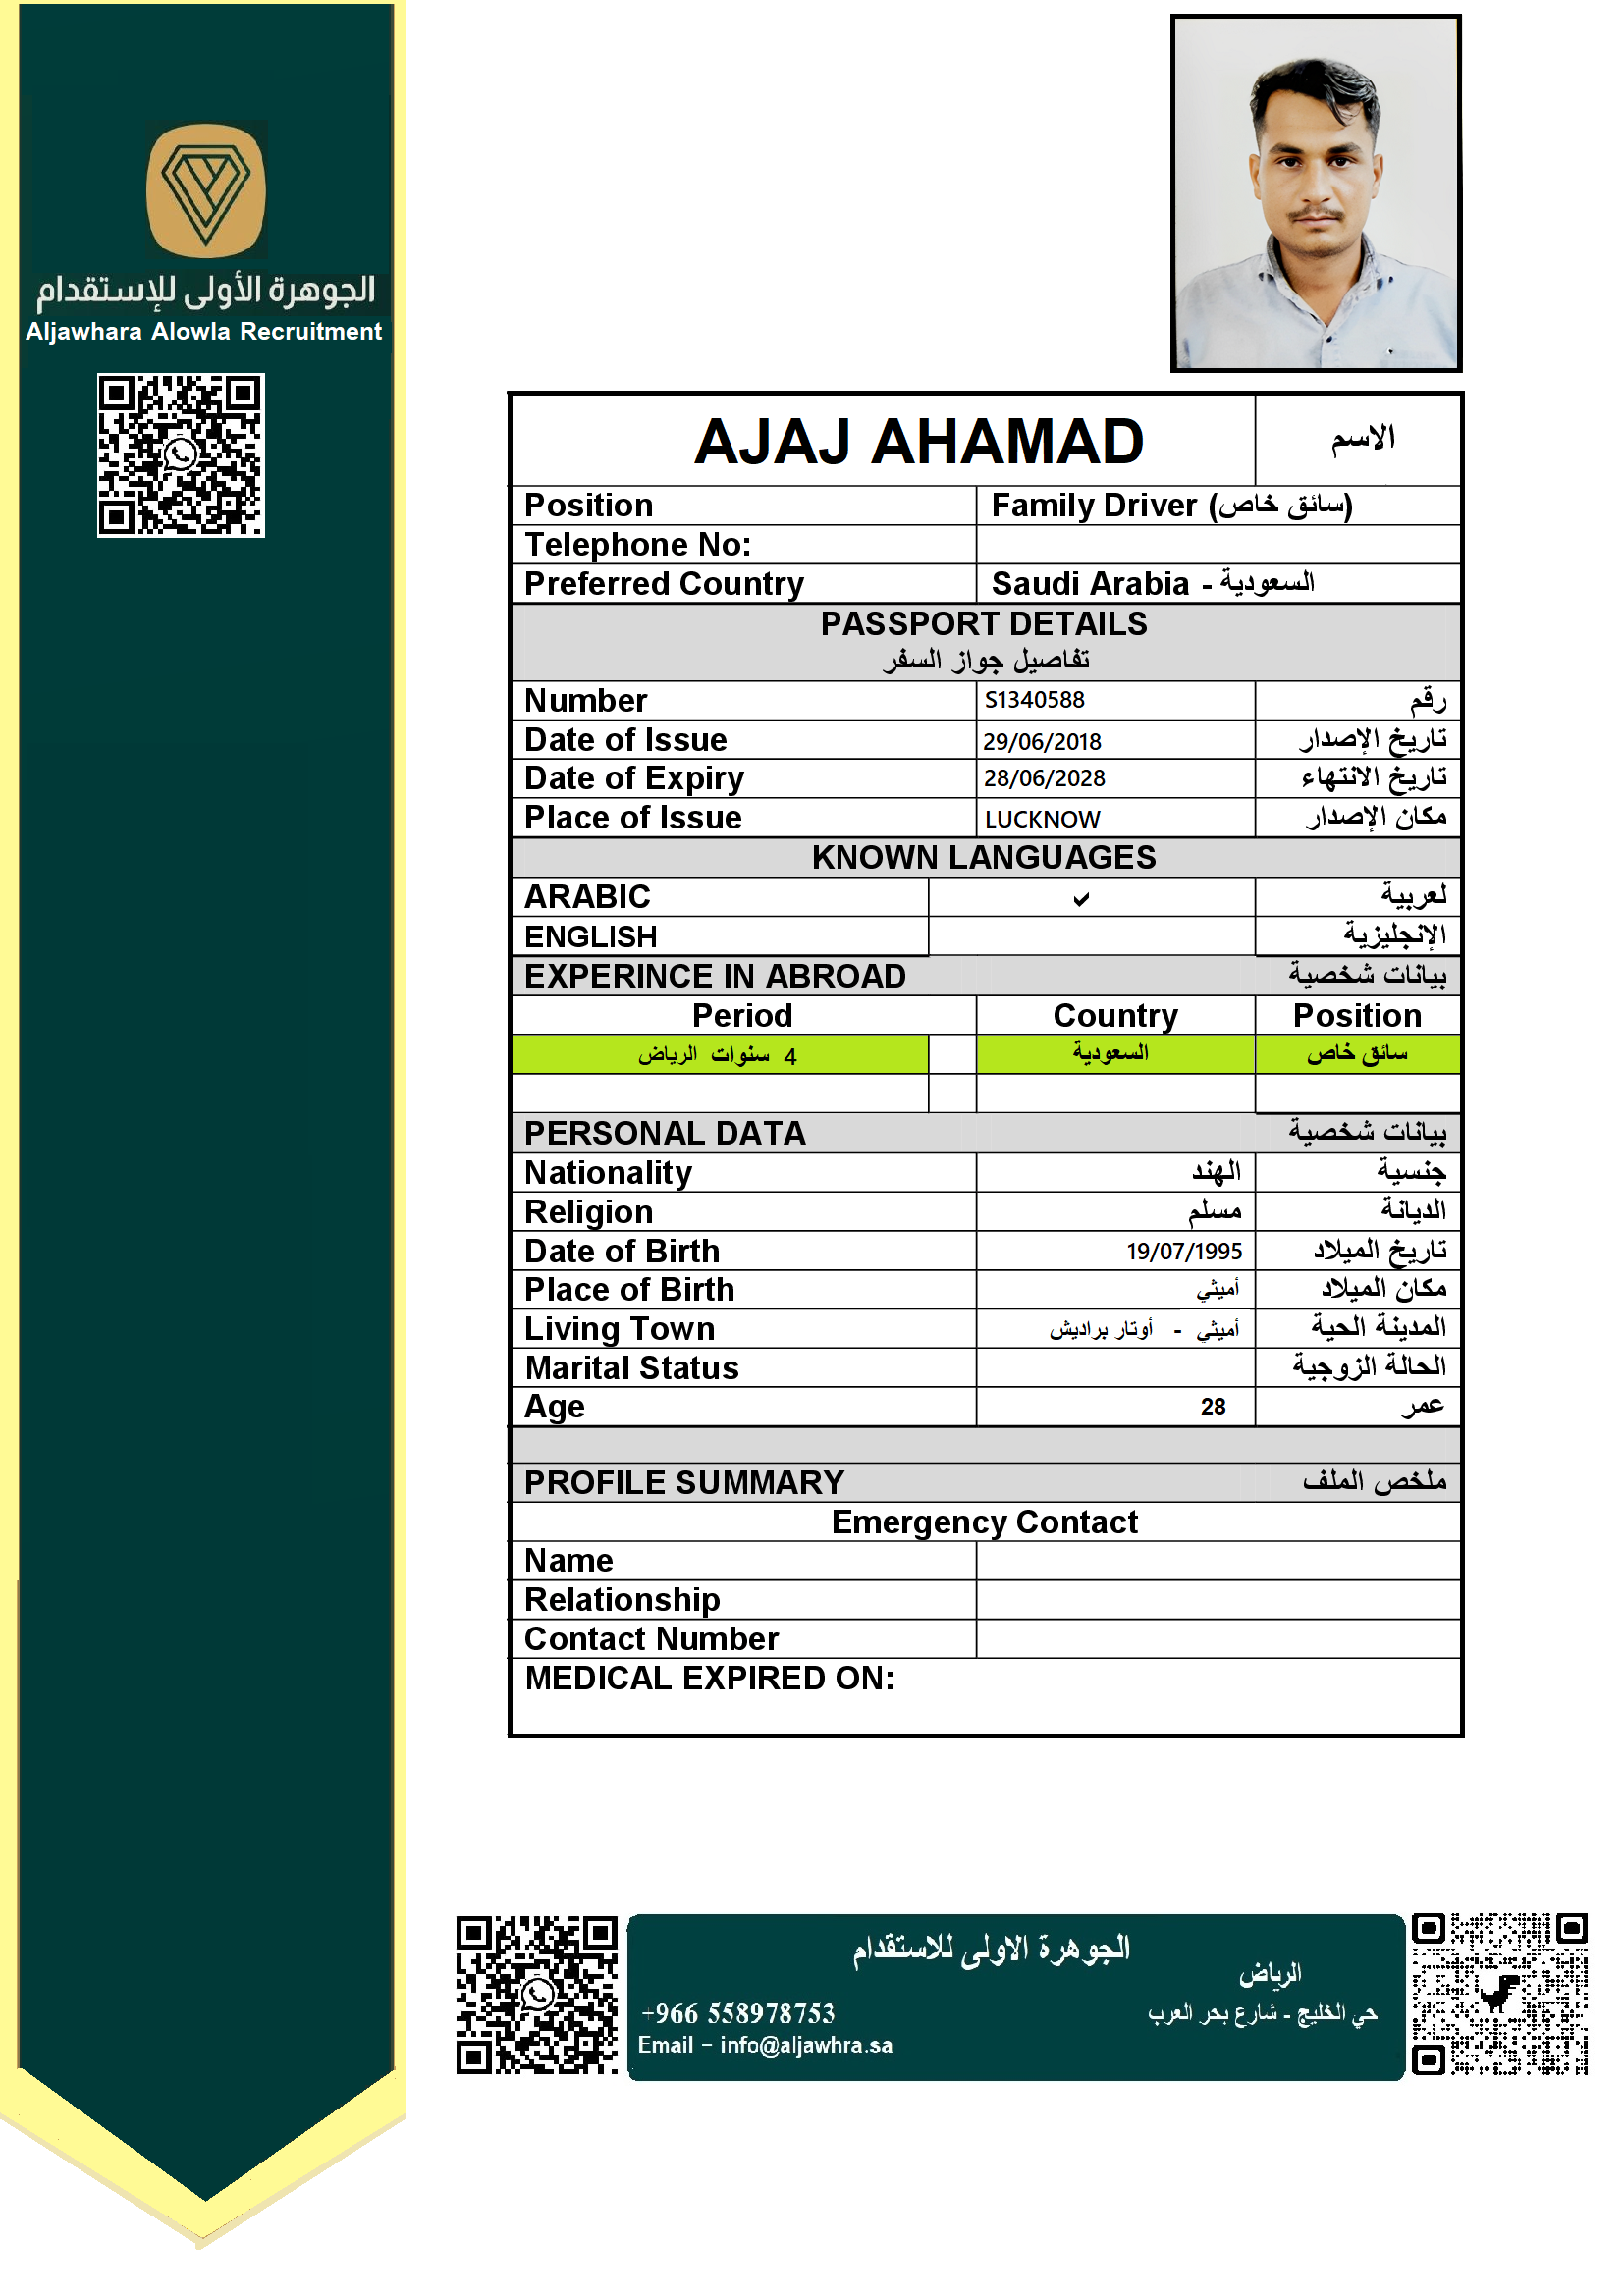 الجوهرة الأولى للإستقدام
Aljawhara Alowla Recruitment
AJAJ AHAMAD الاسم
Position Family Driver (سائق خاص)
Telephone No:
Preferred Country Saudi Arabia - السعودية
PASSPORT DETAILS
تفاصيل جواز السفر
Number S1340588 رقم
Date of Issue 29/06/2018 تاريخ الإصدار
Date of Expiry 28/06/2028 تاريخ الانتهاء
Place of Issue LUCKNOW مكان الإصدار
KNOWN LANGUAGES
ARABIC لعربية
ENGLISH الإنجليزية
EXPERINCE IN ABROAD بيانات شخصية
Period Country Position
4 سنوات الرياض السعودية سائق خاص
PERSONAL DATA بيانات شخصية
Nationality الهند جنسية
Religion مسلم الديانة
Date of Birth 19/07/1995 تاريخ الميلاد
Place of Birth أميثي مكان الميلاد
Living Town أميثي - أوتار براديش المدينة الحية
Marital Status الحالة الزوجية
Age 28 عمر
PROFILE SUMMARY ملخص الملف
Emergency Contact
Name
Relationship
Contact Number
MEDICAL EXPIRED ON:
الجوهرة الاولى للاستقدام
الرياض
+966 558978753 حي الخليج - شارع بحر العرب
Email - info@aljawhra.sa